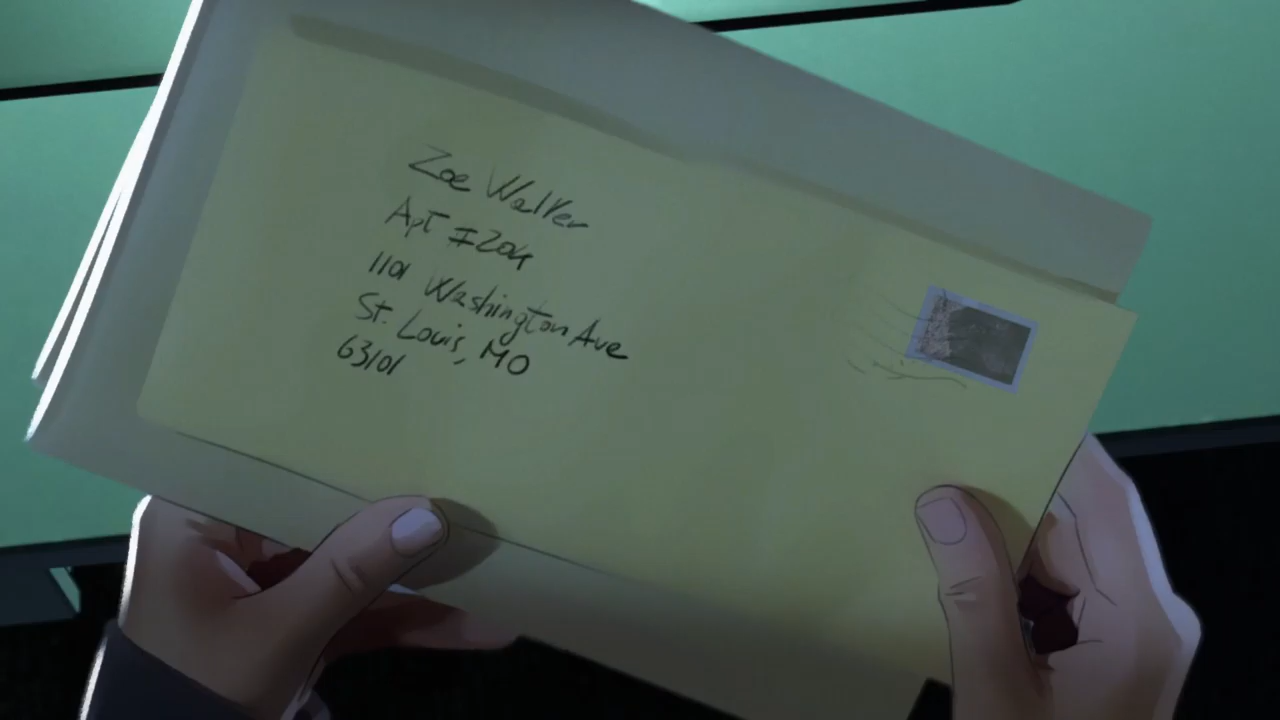 Zoe Walker
Apt #204
1101 Washington Ave
St. Louis, MO
63101